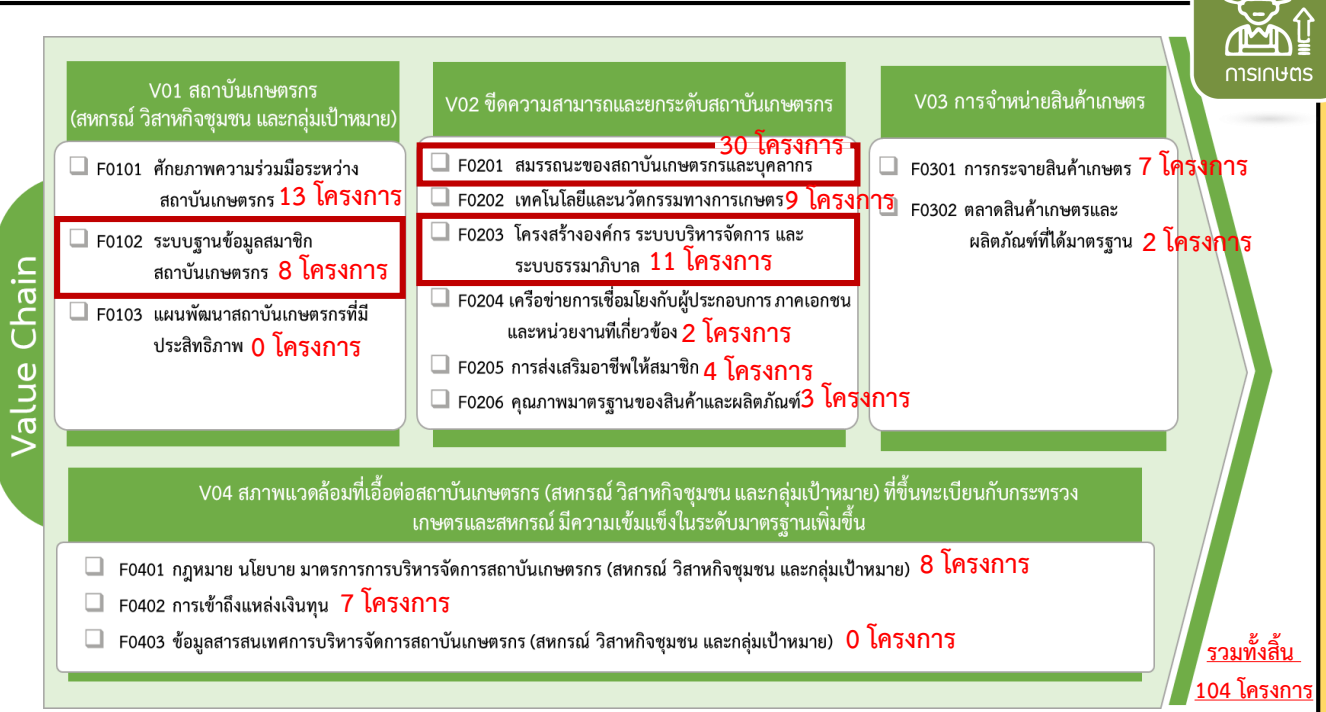 การเกษตร
Value Chain
V01 สถาบันเกษตรกร
(สหกรณ์ วิสาหกิจชุมชน และกลุ่มเป้าหมาย)
F0101 ศักยภาพความร่วมมือระหว่าง
สถาบันเกษตรกร 13 โครงการ
F0102 ระบบฐานข้อมูลสมาชิก
สถาบันเกษตรกร 8 โครงการ
F0103 แผนพัฒนาสถาบันเกษตรกรที่มี
ประสิทธิภาพ 0 โครงการ
V02 ขีดความสามารถและยกระดับสถาบันเกษตรกร
30 โครงการ
F0201 สมรรถนะของสถาบันเกษตรกรและบุคลากร
F0202 เทคโนโลยีและนวัตกรรมทางการเกษตร 9 โครงการ
F0203 โครงสร้างองค์กร ระบบบริหารจัดการ และ
ระบบธรรมาภิบาล 11 โครงการ
F0204 เครือข่ายการเชื่อมโยงกับผู้ประกอบการ ภาคเอกชน
และหน่วยงานทีเกี่ยวข้อง 2 โครงการ
F0205 การส่งเสริมอาชีพให้สมาชิก 4 โครงการ
F0206 คุณภาพมาตรฐานของสินค้าและผลิตภัณฑ์ 3 โครงการ
V03 การจำหน่ายสินค้าเกษตร
F0301 การกระจายสินค้าเกษตร 7 โครงการ
F0302 ตลาดสินค้าเกษตรและ
ผลิตภัณฑ์ที่ได้มาตรฐาน 2 โครงการ
V04 สภาพแวดล้อมที่เอื้อต่อสถาบันเกษตรกร (สหกรณ์ วิสาหกิจชุมชน และกลุ่มเป้าหมาย) ที่ขึ้นทะเบียนกับกระทรวง
เกษตรและสหกรณ์ มีความเข้มแข็งในระดับมาตรฐานเพิ่มขึ้น
F0401 กฎหมาย นโยบาย มาตรการการบริหารจัดการสถาบันเกษตรกร (สหกรณ์ วิสาหกิจชุมชน และกลุ่มเป้าหมาย) 8 โครงการ
F0402 การเข้าถึงแหล่งเงินทุน 7 โครงการ
F0403 ข้อมูลสารสนเทศการบริหารจัดการสถาบันเกษตรกร (สหกรณ์ วิสาหกิจชุมชน และกลุ่มเป้าหมาย) 0 โครงการ
รวมทั้งสิ้น
104 โครงการ